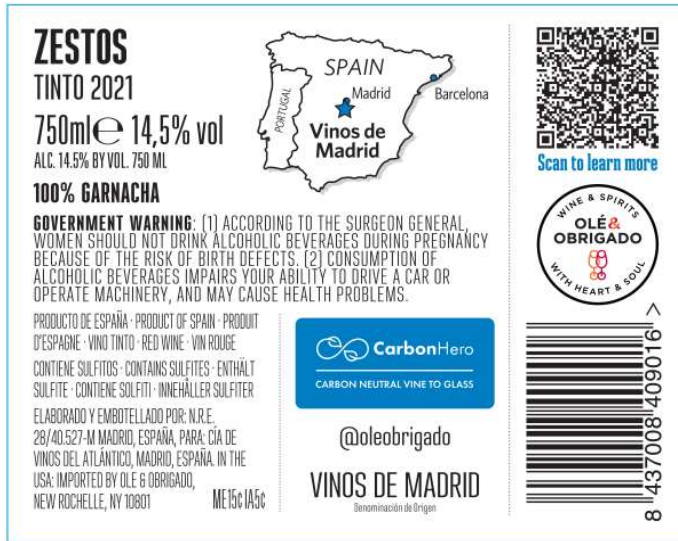 ZESTOS
TINTO 2021
750ml℮ 14,5% vol
ALC. 14.5% BY VOL. 750 ML
100% GARNACHA
SPAIN
PORTUGAL
Madrid
Barcelona
Vinos de
Madrid
GOVERNMENT WARNING: (1) ACCORDING TO THE SURGEON GENERAL,
WOMEN SHOULD NOT DRINK ALCOHOLIC BEVERAGES DURING PREGNANCY
BECAUSE OF THE RISK OF BIRTH DEFECTS. (2) CONSUMPTION OF
ALCOHOLIC BEVERAGES IMPAIRS YOUR ABILITY TO DRIVE A CAR OR
OPERATE MACHINERY, AND MAY CAUSE HEALTH PROBLEMS.
PRODUCTO DE ESPAÑA · PRODUCT OF SPAIN · PRODUIT
D'ESPAGNE · VINO TINTO · RED WINE · VIN ROUGE
CONTIENE SULFITOS · CONTAINS SULFITES · ENTHÄLT
SULFITE · CONTIENE SOLFITI · INNEHÅLLER SULFITER
ELABORADO Y EMBOTELLADO POR: N.R.E.
28/40.527-M MADRID, ESPAÑA, PARA: CÍA DE
VINOS DEL ATLÁNTICO, MADRID, ESPAÑA. IN THE
USA: IMPORTED BY OLE & OBRIGADO,
NEW ROCHELLE, NY 10801
ME15¢ IA5¢
CarbonHero
CARBON NEUTRAL VINE TO GLASS
@oleobrigado
VINOS DE MADRID
Denominación de Origen
Scan to learn more
WINE & SPIRITS
OLÉ&
OBRIGADO
WITH HEART & SOUL
8 437008 409016 >